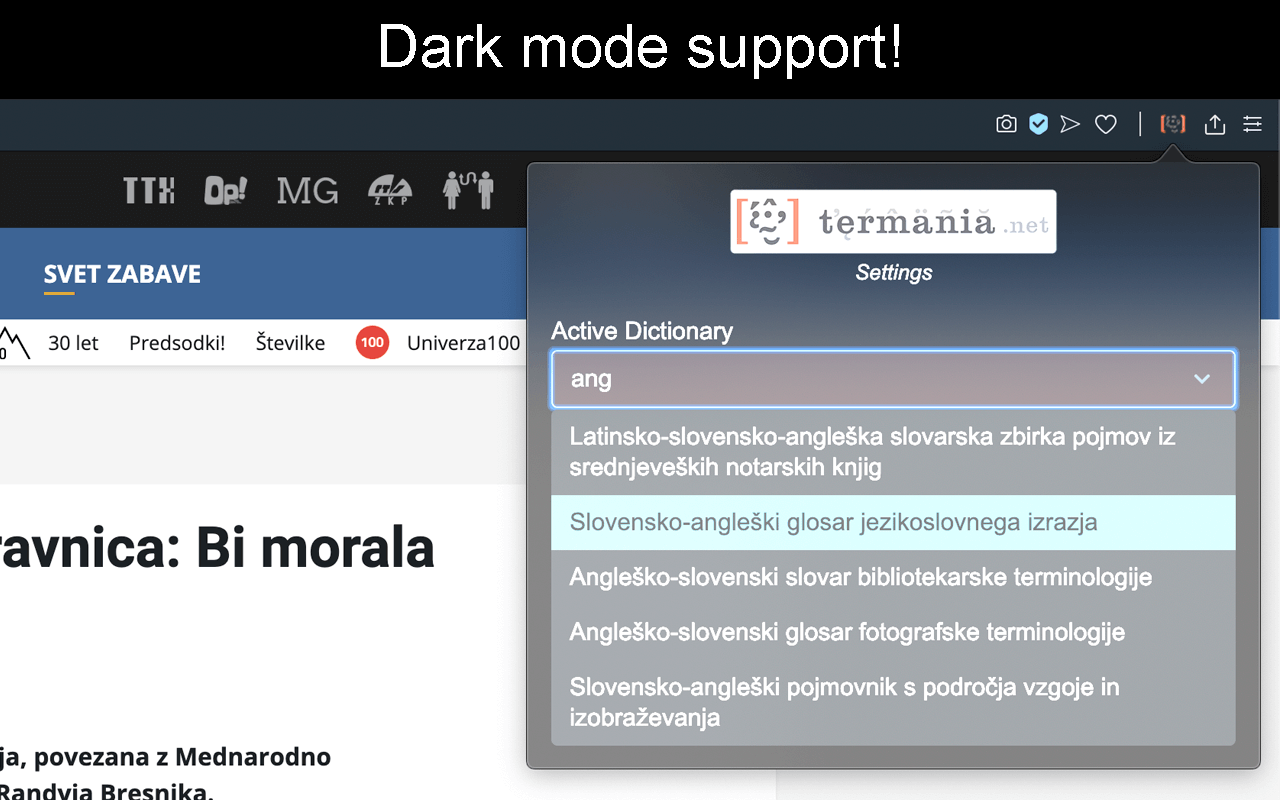 Dark mode support!
TTX Op! MG ZKP
SVET ZABAVE
30 let Predsodki! Številke 100 Univerza100
ravnica: Bi morala
ja, povezana z Mednarodno
Randyja Bresnika.
termania.net
Settings
Active Dictionary
ang
Latinsko-slovensko-angleška slovarska zbirka pojmov iz
srednjeveških notarskih knjig
Slovensko-angleški glosar jezikoslovnega izrazja
Angleško-slovenski slovar bibliotekarske terminologije
Angleško-slovenski glosar fotografske terminologije
Slovensko-angleški pojmovnik s področja vzgoje in
izobraževanja